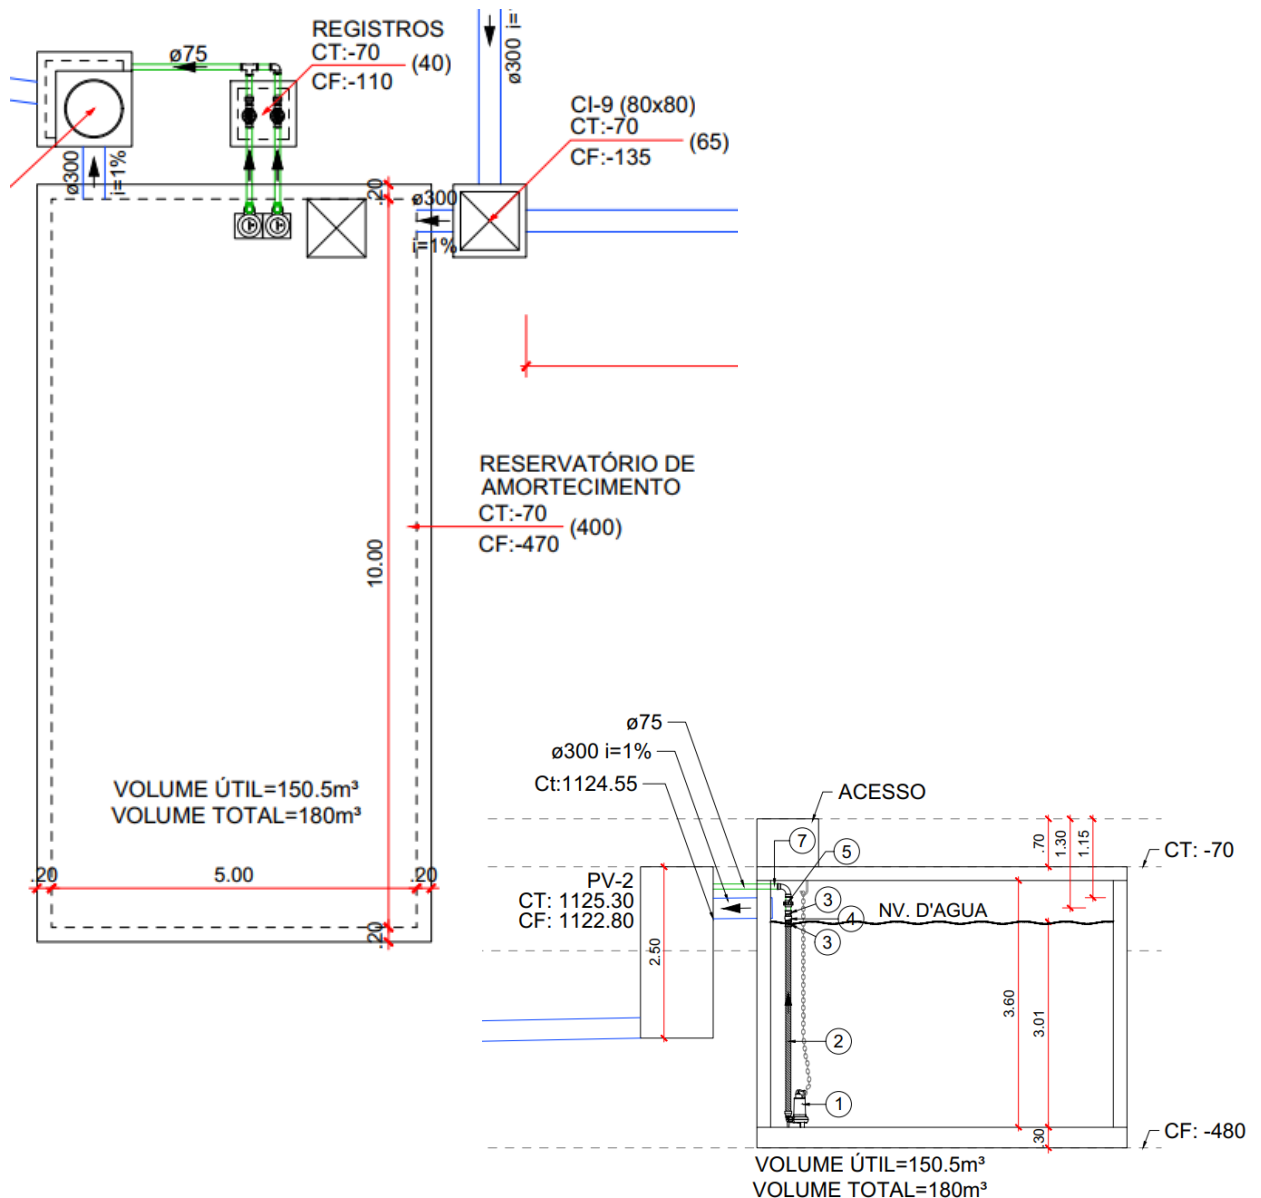 REGISTROS
CT:-70
(40)
CF:-110
ø75
ø300 i=
CI-9 (80x80)
CT:-70
(65)
CF:-135
ø300
i=1%
.20
ø300
i=1%
RESERVATÓRIO DE
AMORTECIMENTO
CT:-70
(400)
CF:-470
10.00
VOLUME ÚTIL=150.5m³
VOLUME TOTAL=180m³
.20
5.00
.20
.20
ø75
ø300 i=1%
Ct:1124.55
ACESSO
7
5
.70
1.30
1.15
CT: -70
PV-2
CT: 1125.30
CF: 1122.80
3
4
NV. D'AGUA
3
2.50
3.60
3.01
2
1
.30
CF: -480
VOLUME ÚTIL=150.5m³
VOLUME TOTAL=180m³